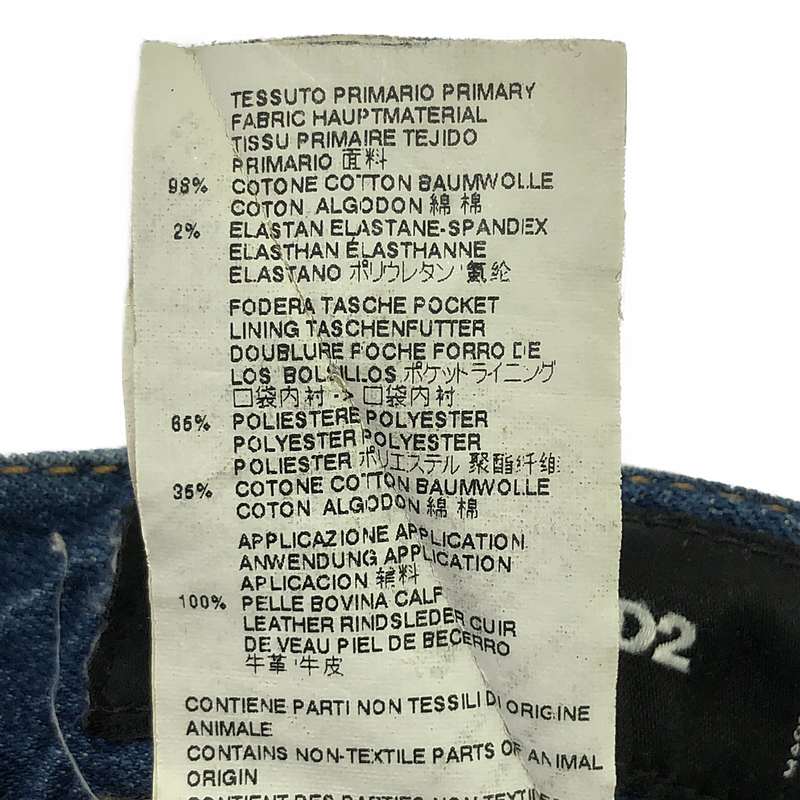 TESSUTO PRIMARIO PRIMARY
FABRIC HAUPTMATERIAL
TISSU PRIMAIRE TEJIDO
PRIMARIO 面料
98% COTONE COTTON BAUMWOLLE
COTON ALGODON 綿 棉
2% ELASTAN ELASTANE-SPANDEX
ELASTHAN ÉLASTHANNE
ELASTANO ポリウレタン 氨纶
FODERA TASCHE POCKET
LINING TASCHENFUTTER
DOUBLURE POCHE FORRO DE
LOS BOLSILLOS ポケットライニング
口袋内衬 -> 口袋内衬
65% POLIESTERE POLYESTER
POLYESTER POLYESTER
POLIESTER ポリエステル 聚酯纤维
35% COTONE COTTON BAUMWOLLE
COTON ALGODON 綿 棉
APPLICAZIONE APPLICATION
ANWENDUNG APPLICATION
APLICACION 辅料
100% PELLE BOVINA CALF
LEATHER RINDSLEDER CUIR
DE VEAU PIEL DE BECERRO
牛革 牛皮
CONTIENE PARTI NON TESSILI DI ORIGINE
ANIMALE
CONTAINS NON-TEXTILE PARTS OF ANIMAL
ORIGIN
CONTIENT DES PARTIES NON
D2